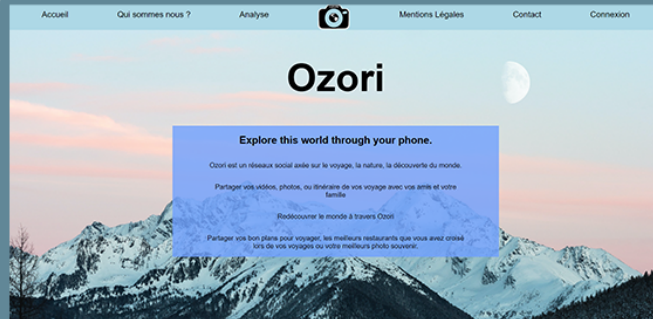 Accueil Qui sommes nous ? Analyse Mentions Légales Contact Connexion
Ozori
Explore this world through your phone.
Ozori est un réseaux social axée sur le voyage, la nature, la découverte du monde.
Partager vos vidéos, photos, ou itinéraire de vos voyage avec vos amis et votre
famille
Redécouvrer le monde à travers Ozori
Partager vos bon plans pour voyager, les meilleurs restaurants que vous avez croisé
lors de vos voyages ou votre meilleurs photo souvenir.